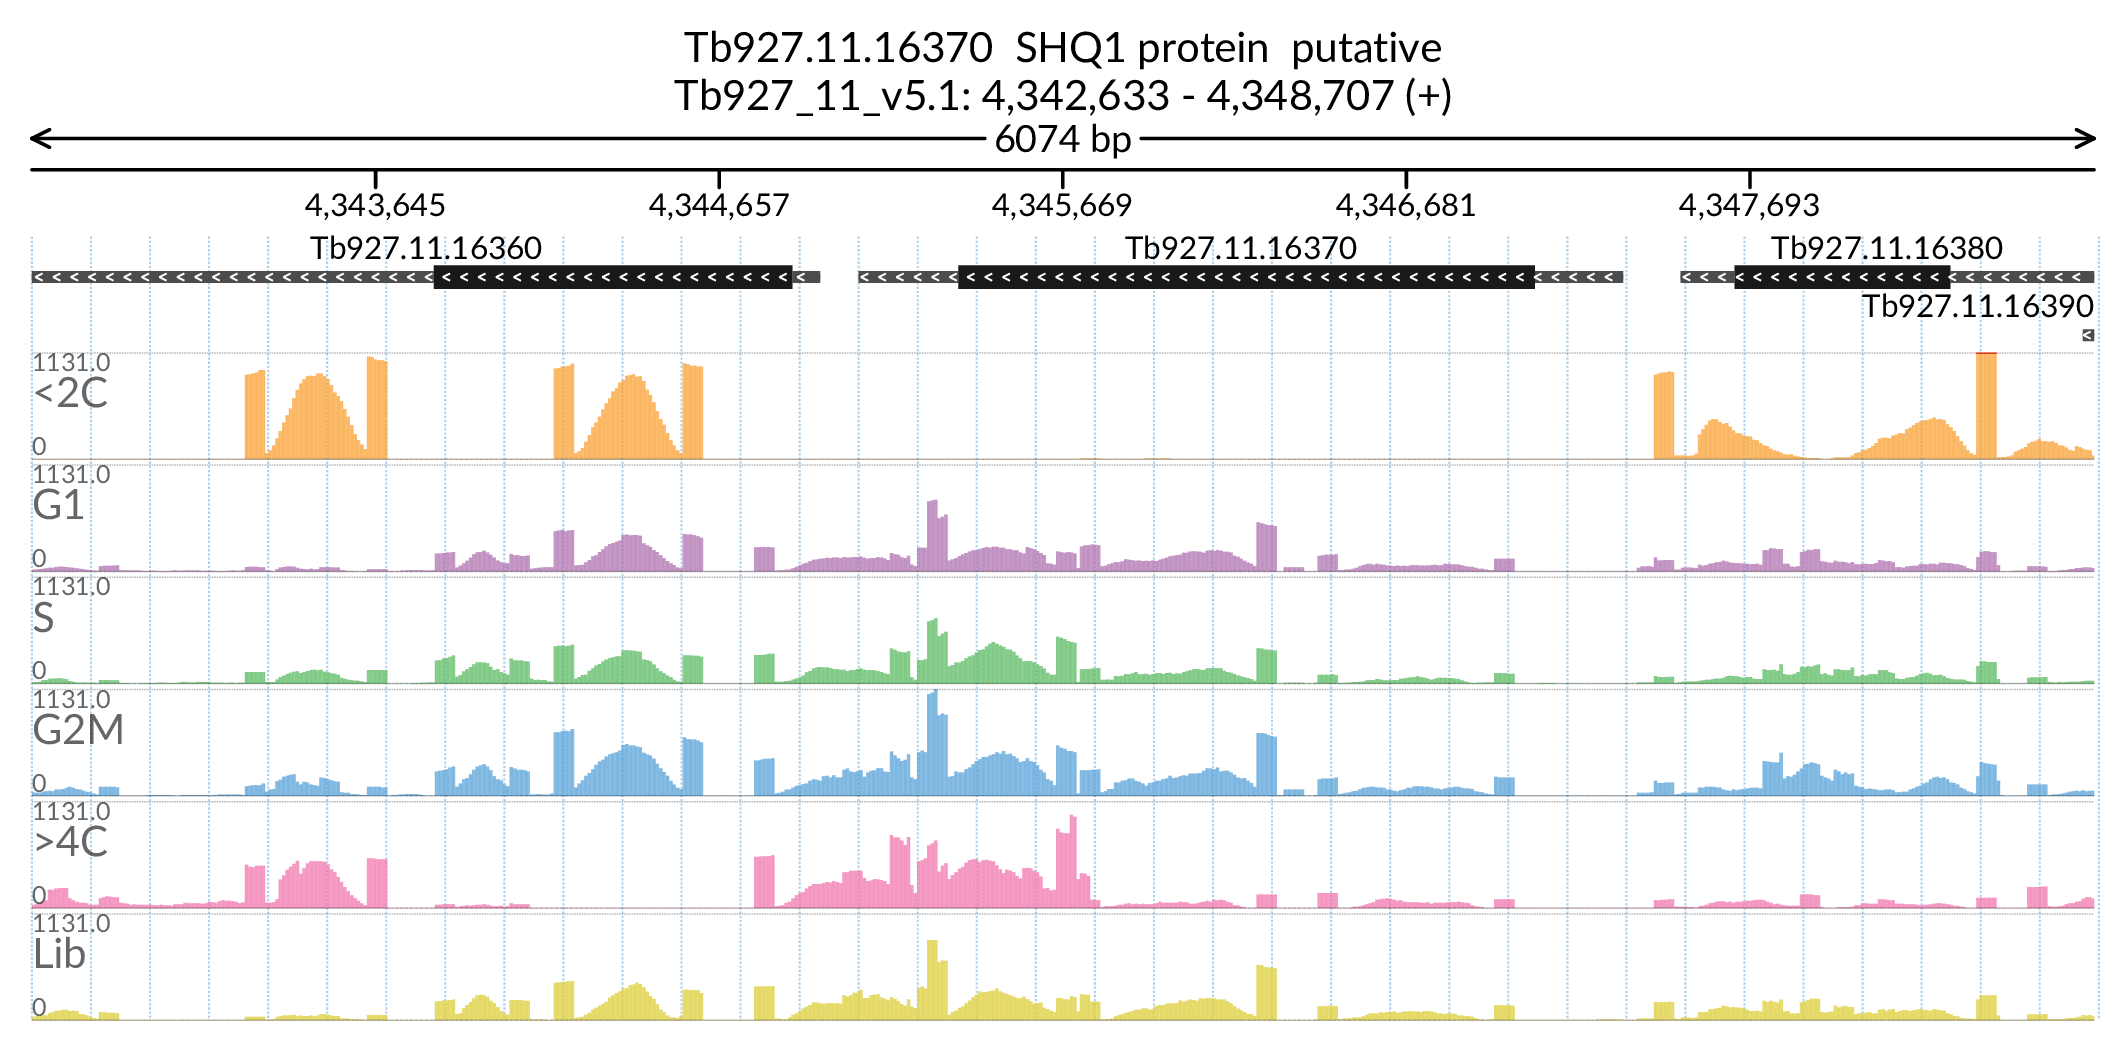 Tb927.11.16370 SHQ1 protein putative
Tb927_11_v5.1: 4,342,633 - 4,348,707 (+)
6074 bp
4,343,645 4,344,657 4,345,669 4,346,681 4,347,693
Tb927.11.16360 Tb927.11.16370 Tb927.11.16380
Tb927.11.16390
1131.0
<2C
0
1131.0
G1
0
1131.0
S
0
1131.0
G2M
0
1131.0
>4C
0
1131.0
Lib
0